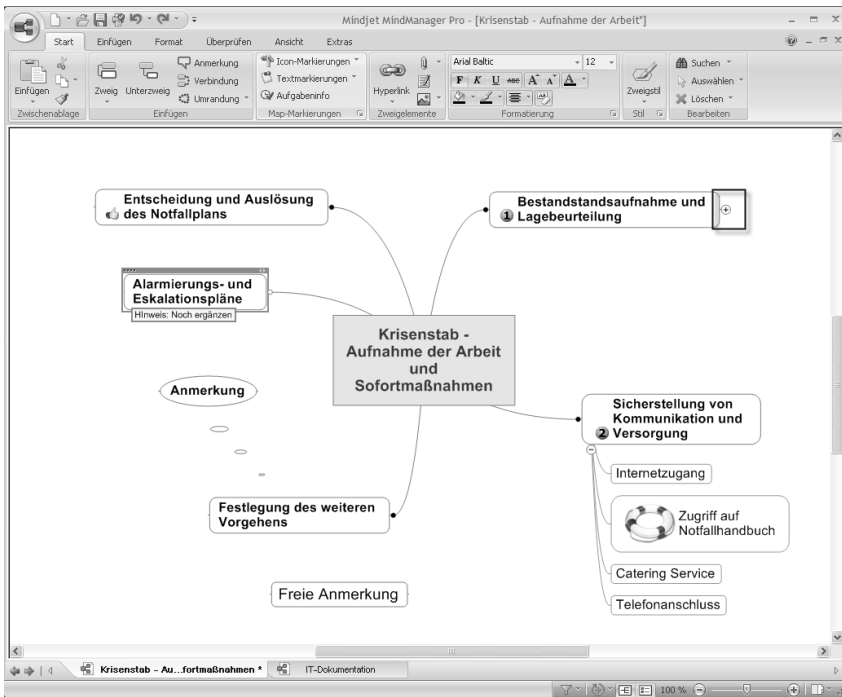 Mindjet MindManager Pro - [Krisenstab - Aufnahme der Arbeit*]
Start Einfügen Format Überprüfen Ansicht Extras
Einfügen
Zweig Unterzweig
Anmerkung
Verbindung
Umrandung
Icon-Markierungen
Textmarkierungen
Aufgabeninfo
Hyperlink
Arial Baltic 12
F K U abc A A A
Zweigstil
Suchen
Auswählen
Löschen
Zwischenablage Einfügen Map-Markierungen Zweigelemente Formatierung Stil Bearbeiten
Entscheidung und Auslösung
des Notfallplans
Bestandstandsaufnahme und
1 Lagebeurteilung
Alarmierungs- und
Eskalationspläne
HInweis: Noch ergänzen
Krisenstab -
Aufnahme der Arbeit
und
Sofortmaßnahmen
Anmerkung
Sicherstellung von
Kommunikation und
2 Versorgung
Internetzugang
Zugriff auf
Notfallhandbuch
Catering Service
Telefonanschluss
Festlegung des weiteren
Vorgehens
Freie Anmerkung
Krisenstab - Au...fortmaßnahmen * IT-Dokumentation
100 %